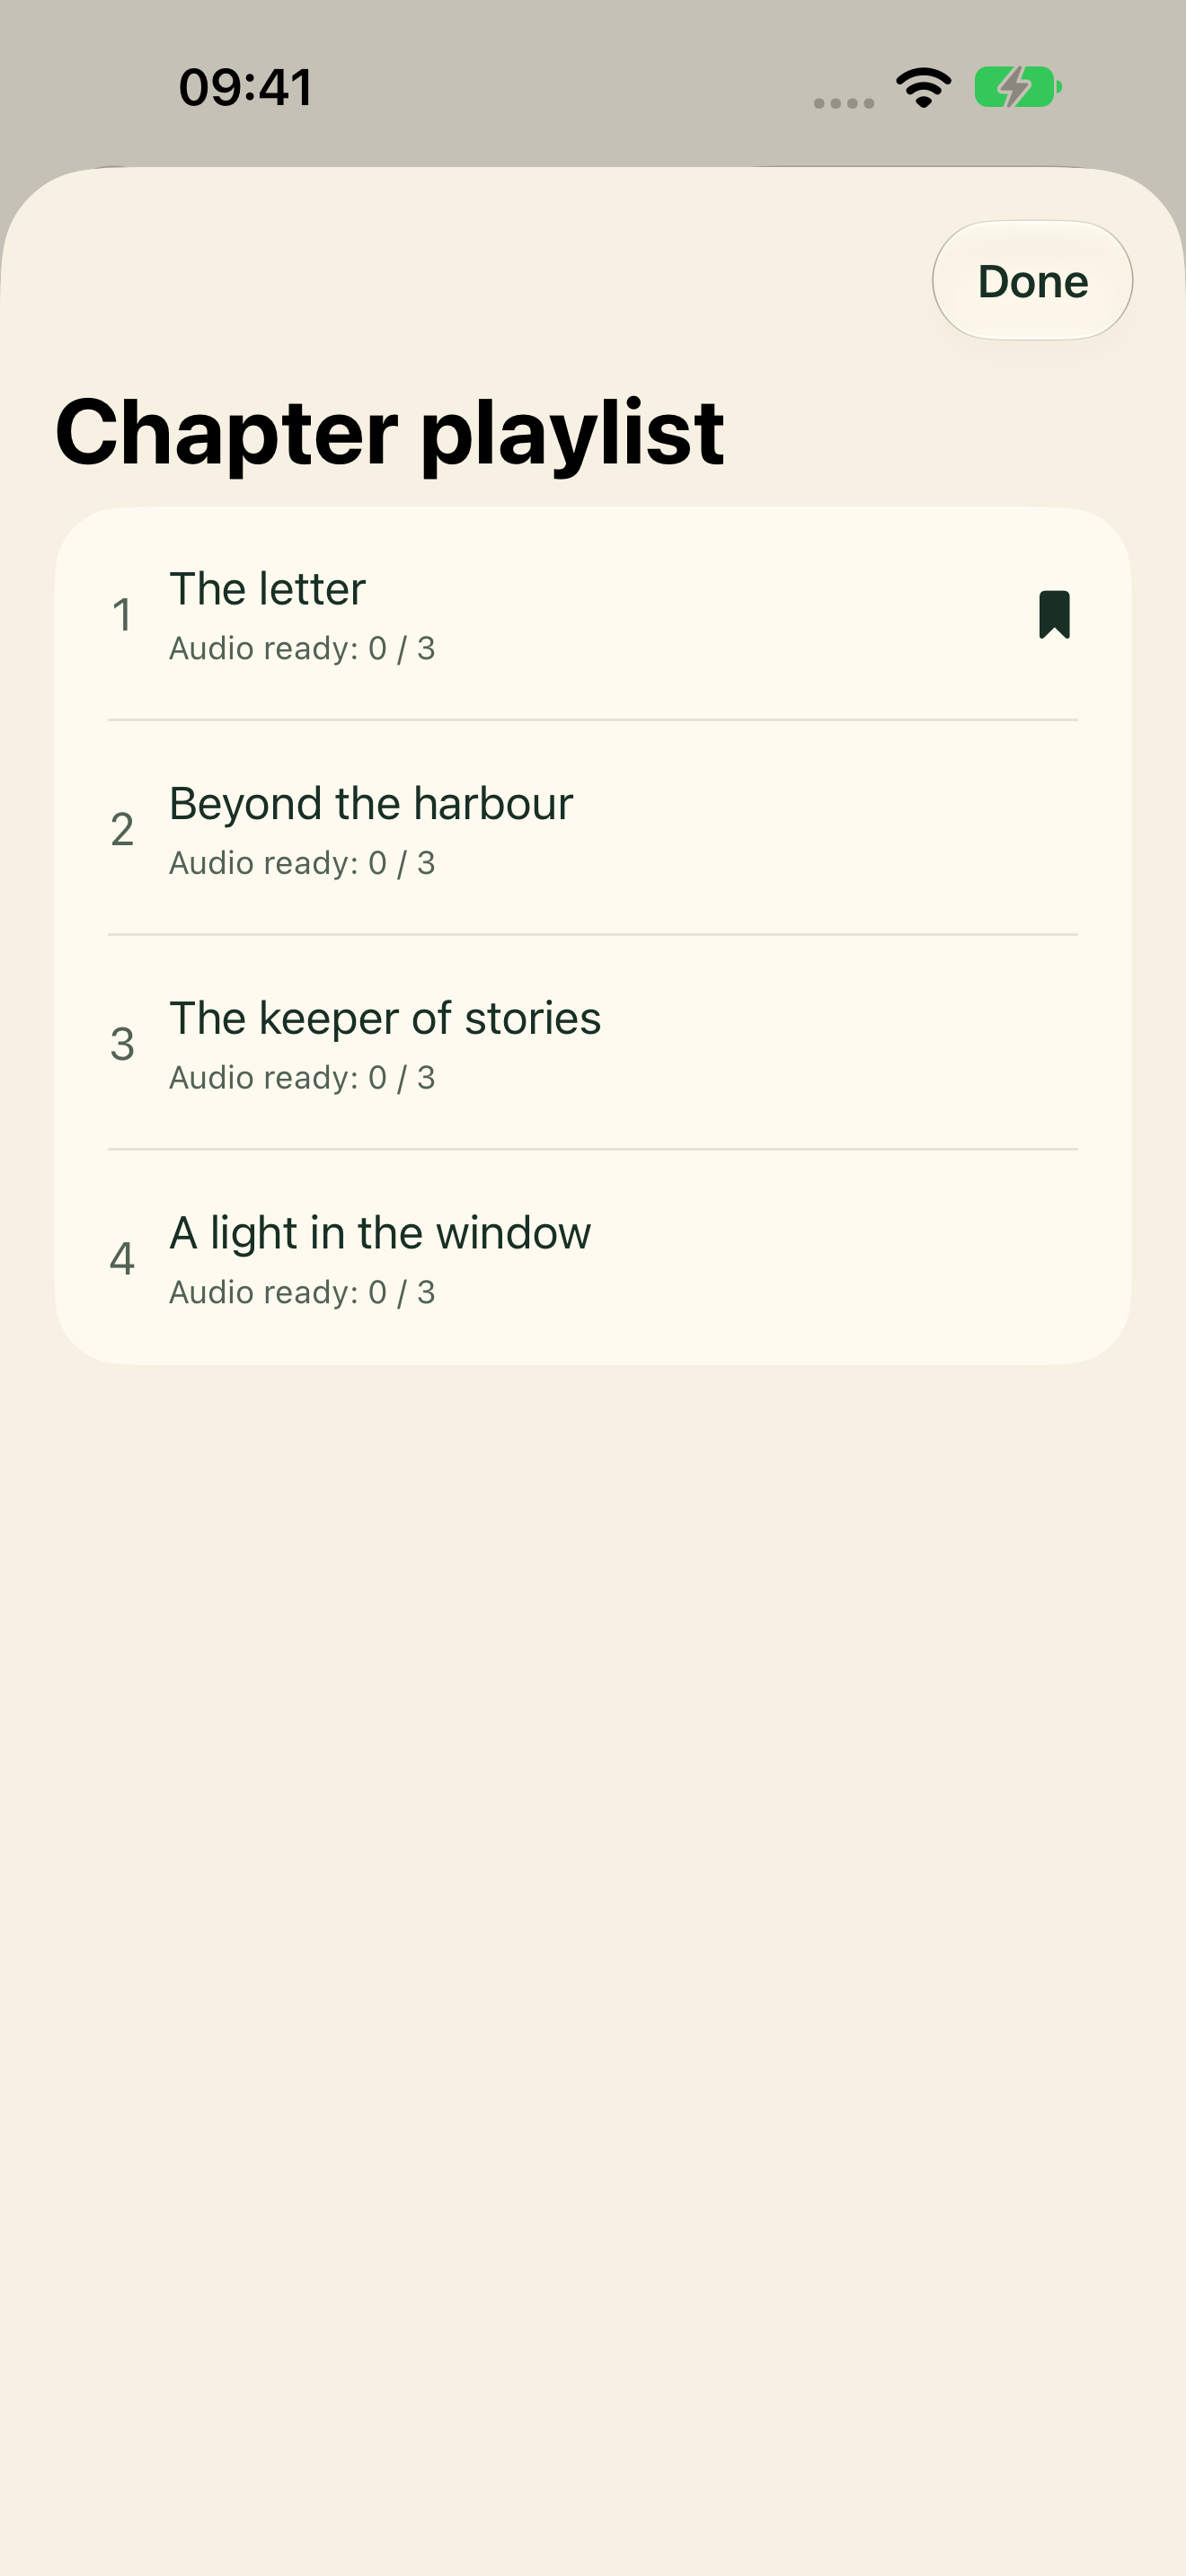 09:41
Done
Chapter playlist
1
The letter
Audio ready: 0 / 3
2
Beyond the harbour
Audio ready: 0 / 3
3
The keeper of stories
Audio ready: 0 / 3
4
A light in the window
Audio ready: 0 / 3